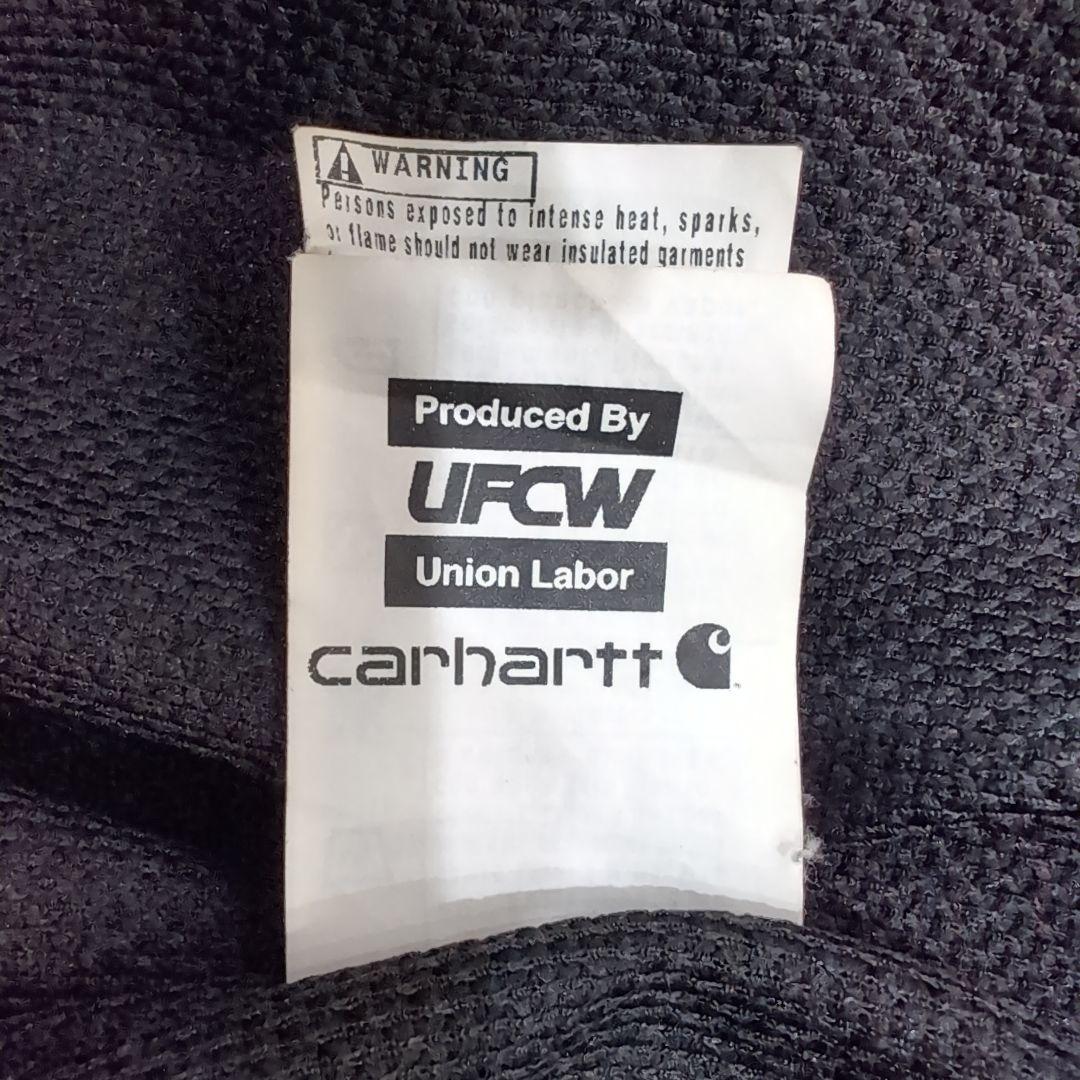 WARNING
Persons exposed to intense heat, sparks,
or flame should not wear insulated garments
Produced By
UFCW
Union Labor
carhartt